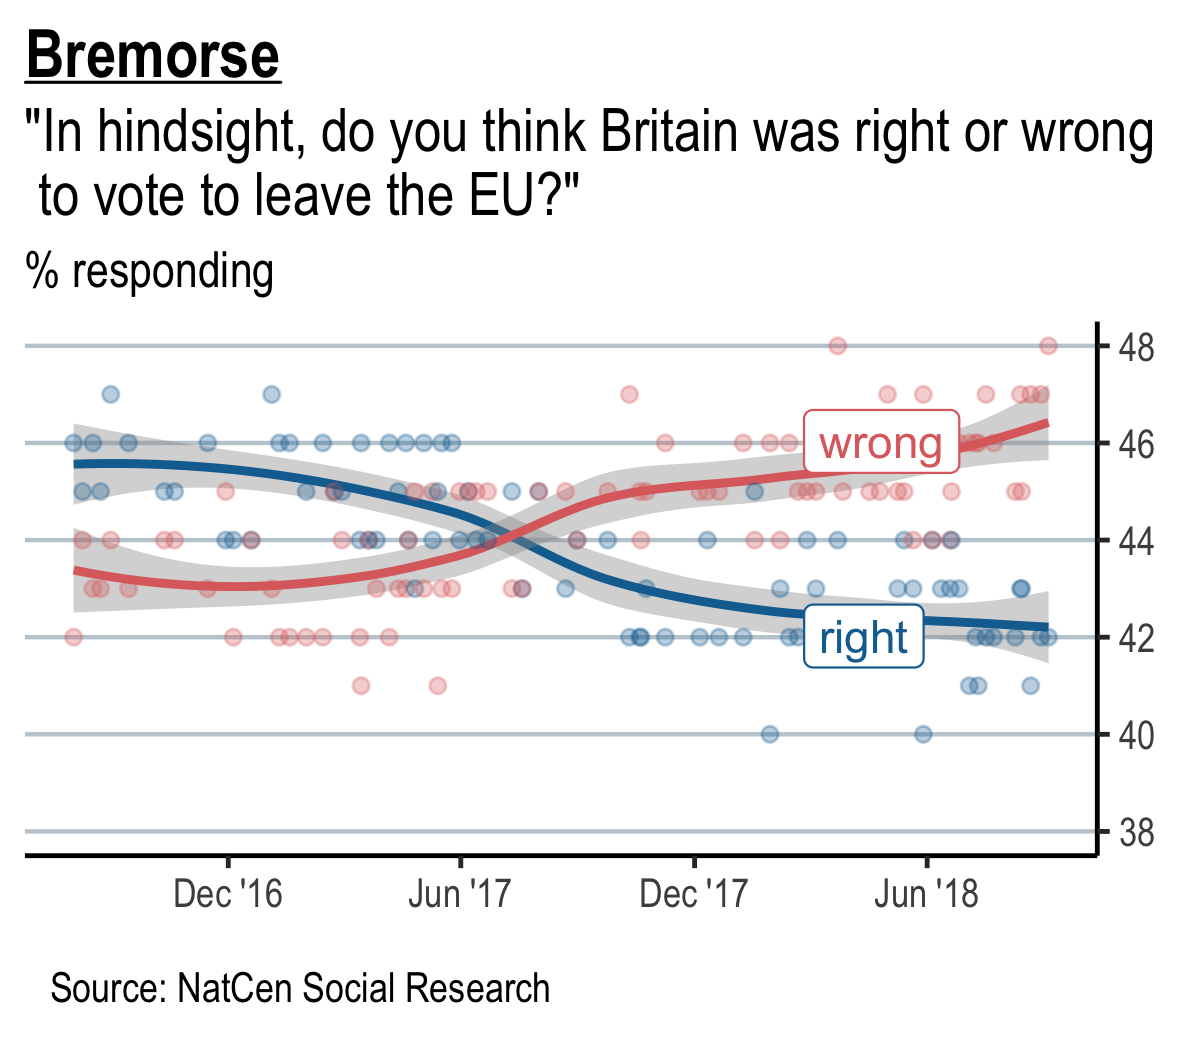 Bremorse
"In hindsight, do you think Britain was right or wrong
to vote to leave the EU?"
% responding
48
wrong
46
44
right
42
40
38
Dec '16 Jun '17 Dec '17 Jun '18
Source: NatCen Social Research